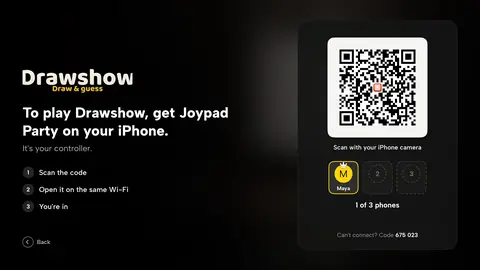 Drawshow
Draw & guess
To play Drawshow, get Joypad
Party on your iPhone.
It's your controller.
1 Scan the code
2 Open it on the same Wi-Fi
3 You're in
Back
Scan with your iPhone camera
M 2 3
Maya
1 of 3 phones
Can't connect? Code 675 023